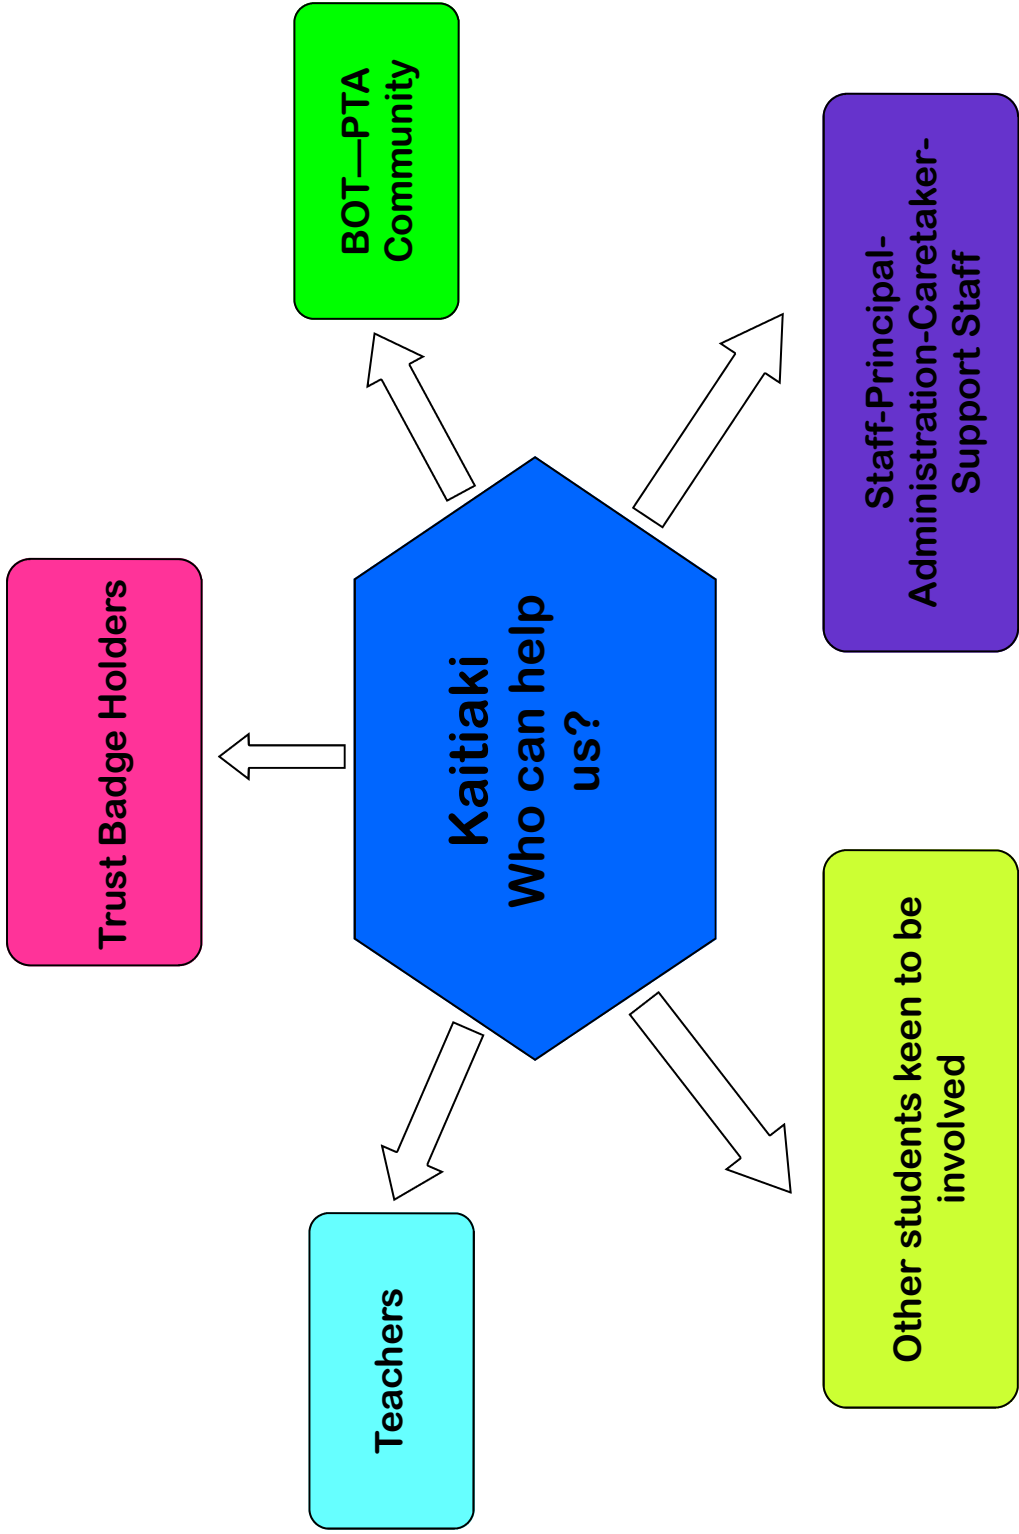 Trust Badge Holders
Teachers
BOT—PTA
Community
Kaitiaki
Who can help
us?
Other students keen to be
involved
Staff-Principal-
Administration-Caretaker-
Support Staff